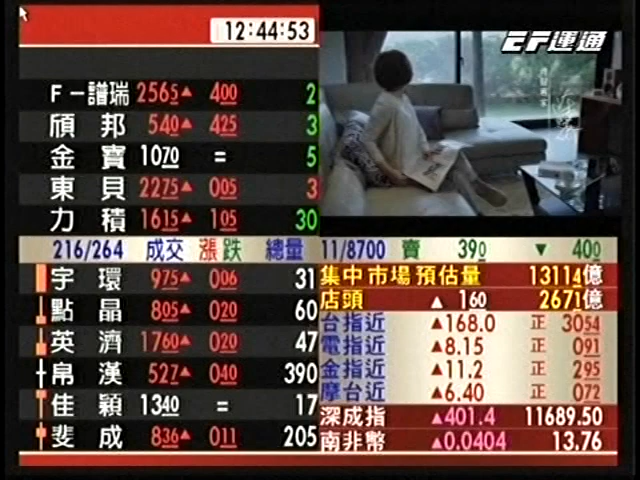 12:44:53
EF運通
F－譜瑞 2565▲ 400 2
頎邦 540▲ 425 3
金寶 1070 = 5
東貝 2275▲ 005 3
力積 1615▲ 105 30
216/264 成交 漲跌 總量
宇環 975▲ 006 31
點晶 805▲ 020 60
英濟 1760▲ 020 47
帛漢 527▲ 040 390
佳穎 1340 = 17
斐成 836▲ 011 205
11/8700 賣 390 ▼ 400
集中市場預估量 13114億
店頭 ▲ 160 2671億
台指近 ▲168.0 正 3054
電指近 ▲8.15 正 091
金指近 ▲11.2 正 295
摩台近 ▲6.40 正 072
深成指 ▲401.4 11689.50
南非幣 ▲0.0404 13.76